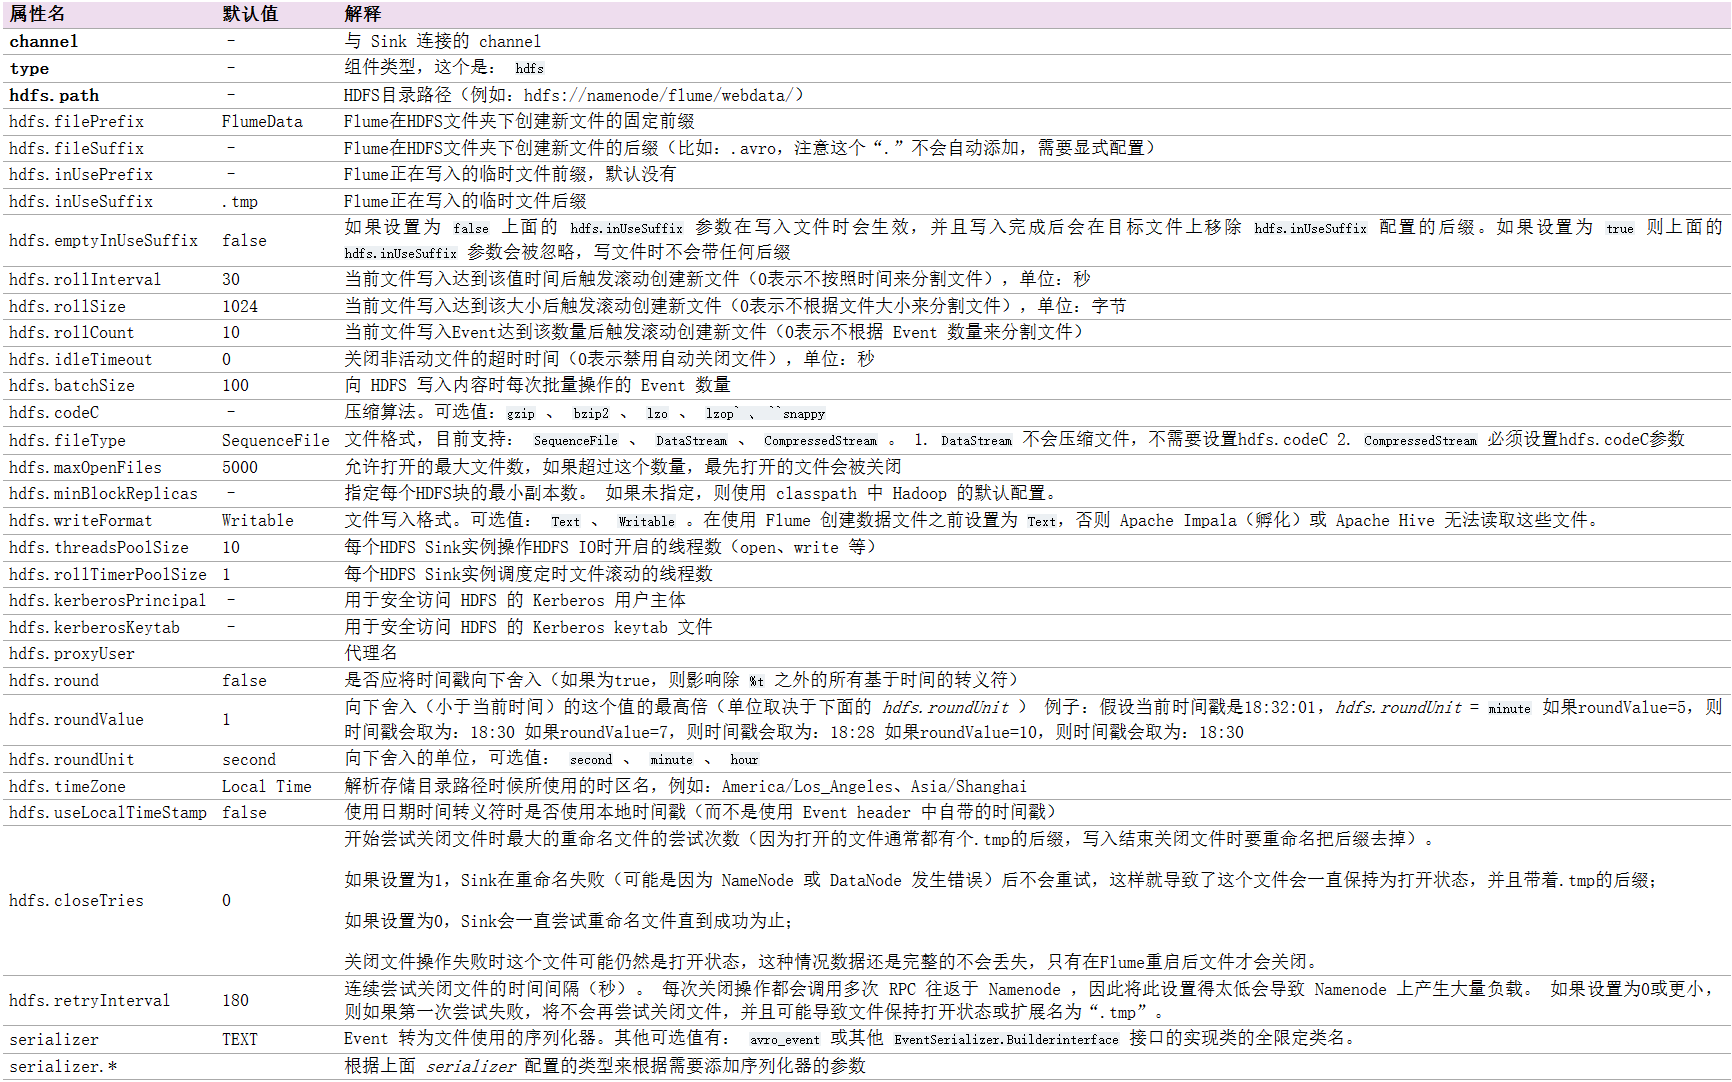 属性名 默认值 解释
channel - 与 Sink 连接的 channel
type - 组件类型，这个是： hdfs
hdfs.path - HDFS目录路径（例如：hdfs://namenode/flume/webdata/）
hdfs.filePrefix FlumeData Flume在HDFS文件夹下创建新文件的固定前缀
hdfs.fileSuffix - Flume在HDFS文件夹下创建新文件的后缀（比如：.avro，注意这个“.”不会自动添加，需要显式配置）
hdfs.inUsePrefix - Flume正在写入的临时文件前缀，默认没有
hdfs.inUseSuffix .tmp Flume正在写入的临时文件后缀
hdfs.emptyInUseSuffix false 如果设置为 false 上面的 hdfs.inUseSuffix 参数在写入文件时会生效，并且写入完成后会在目标文件上移除 hdfs.inUseSuffix 配置的后缀。如果设置为 true 则上面的
hdfs.inUseSuffix 参数会被忽略，写文件时不会带任何后缀
hdfs.rollInterval 30 当前文件写入达到该值时间后触发滚动创建新文件（0表示不按照时间来分割文件），单位：秒
hdfs.rollSize 1024 当前文件写入达到该大小后触发滚动创建新文件（0表示不根据文件大小来分割文件），单位：字节
hdfs.rollCount 10 当前文件写入Event达到该数量后触发滚动创建新文件（0表示不根据 Event 数量来分割文件）
hdfs.idleTimeout 0 关闭非活动文件的超时时间（0表示禁用自动关闭文件），单位：秒
hdfs.batchSize 100 向 HDFS 写入内容时每次批量操作的 Event 数量
hdfs.codeC - 压缩算法。可选值：gzip 、 bzip2 、 lzo 、 lzop` 、 ``snappy
hdfs.fileType SequenceFile 文件格式，目前支持： SequenceFile 、 DataStream 、 CompressedStream 。 1. DataStream 不会压缩文件，不需要设置hdfs.codeC 2. CompressedStream 必须设置hdfs.codeC参数
hdfs.maxOpenFiles 5000 允许打开的最大文件数，如果超过这个数量，最先打开的文件会被关闭
hdfs.minBlockReplicas - 指定每个HDFS块的最小副本数。 如果未指定，则使用 classpath 中 Hadoop 的默认配置。
hdfs.writeFormat Writable 文件写入格式。可选值： Text 、 Writable 。在使用 Flume 创建数据文件之前设置为 Text，否则 Apache Impala（孵化）或 Apache Hive 无法读取这些文件。
hdfs.threadsPoolSize 10 每个HDFS Sink实例操作HDFS IO时开启的线程数（open、write 等）
hdfs.rollTimerPoolSize 1 每个HDFS Sink实例调度定时文件滚动的线程数
hdfs.kerberosPrincipal - 用于安全访问 HDFS 的 Kerberos 用户主体
hdfs.kerberosKeytab - 用于安全访问 HDFS 的 Kerberos keytab 文件
hdfs.proxyUser 代理名
hdfs.round false 是否应将时间戳向下舍入（如果为true，则影响除 %t 之外的所有基于时间的转义符）
hdfs.roundValue 1 向下舍入（小于当前时间）的这个值的最高倍（单位取决于下面的 hdfs.roundUnit ） 例子：假设当前时间戳是18:32:01，hdfs.roundUnit = minute 如果roundValue=5，则
时间戳会取为：18:30 如果roundValue=7，则时间戳会取为：18:28 如果roundValue=10，则时间戳会取为：18:30
hdfs.roundUnit second 向下舍入的单位，可选值： second 、 minute 、 hour
hdfs.timeZone Local Time 解析存储目录路径时候所使用的时区名，例如：America/Los_Angeles、Asia/Shanghai
hdfs.useLocalTimeStamp false 使用日期时间转义符时是否使用本地时间戳（而不是使用 Event header 中自带的时间戳）
hdfs.closeTries 0 开始尝试关闭文件时最大的重命名文件的尝试次数（因为打开的文件通常都有个.tmp的后缀，写入结束关闭文件时要重命名把后缀去掉）。
如果设置为1，Sink在重命名失败（可能是因为 NameNode 或 DataNode 发生错误）后不会重试，这样就导致了这个文件会一直保持为打开状态，并且带着.tmp的后缀；
如果设置为0，Sink会一直尝试重命名文件直到成功为止；
关闭文件操作失败时这个文件可能仍然是打开状态，这种情况数据还是完整的不会丢失，只有在Flume重启后文件才会关闭。
hdfs.retryInterval 180 连续尝试关闭文件的时间间隔（秒）。 每次关闭操作都会调用多次 RPC 往返于 Namenode ，因此将此设置得太低会导致 Namenode 上产生大量负载。 如果设置为0或更小，
则如果第一次尝试失败，将不会再尝试关闭文件，并且可能导致文件保持打开状态或扩展名为“.tmp”。
serializer TEXT Event 转为文件使用的序列化器。其他可选值有： avro_event 或其他 EventSerializer.Builderinterface 接口的实现类的全限定类名。
serializer.* 根据上面 serializer 配置的类型来根据需要添加序列化器的参数